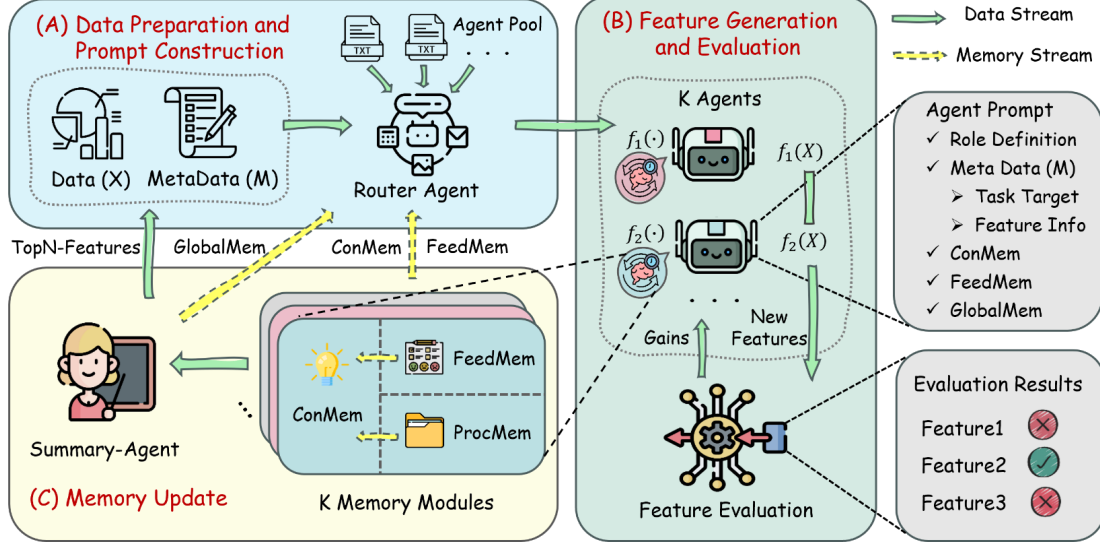 (A) Data Preparation and
Prompt Construction
TXT
TXT
Agent Pool
. . .
Data (X)
MetaData (M)
Router Agent
TopN-Features
GlobalMem
ConMem
FeedMem
Summary-Agent
...
ConMem
FeedMem
ProcMem
(C) Memory Update
K Memory Modules
(B) Feature Generation
and Evaluation
K Agents
f₁(·)
f₁(X)
f₂(·)
f₂(X)
. . . .
Gains
New
Features
Feature Evaluation
Data Stream
Memory Stream
Agent Prompt
✓ Role Definition
✓ Meta Data (M)
➢ Task Target
➢ Feature Info
✓ ConMem
✓ FeedMem
✓ GlobalMem
Evaluation Results
Feature1
Feature2
Feature3